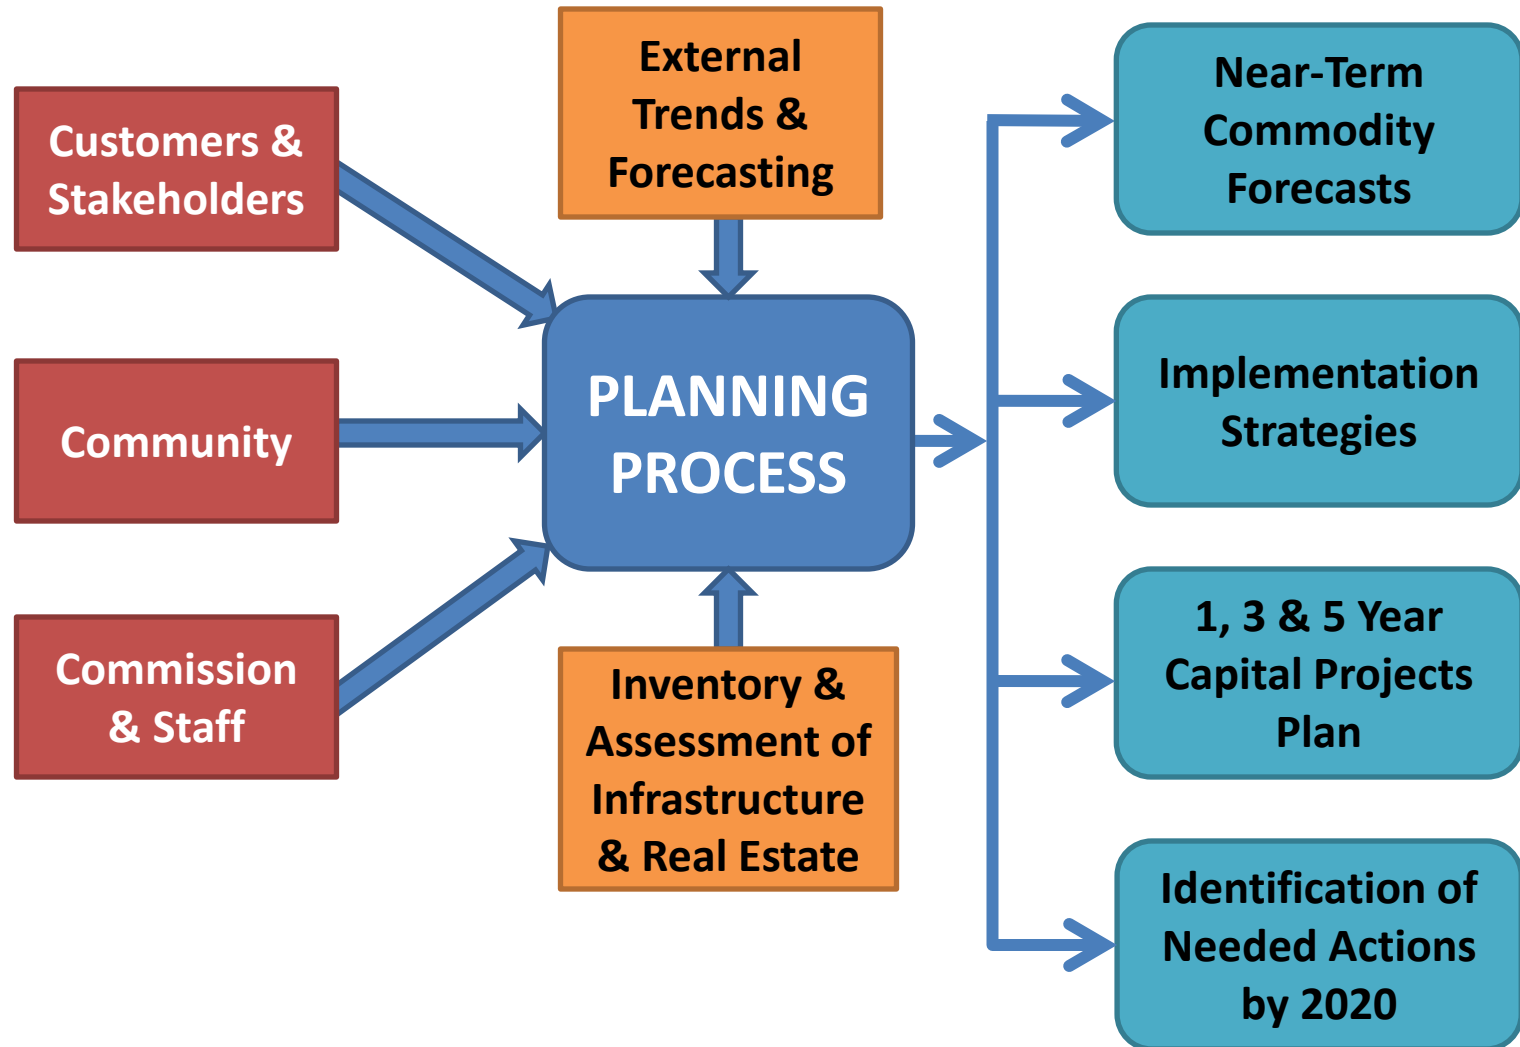 Customers &
Stakeholders
Community
Commission
& Staff
External
Trends &
Forecasting
PLANNING
PROCESS
Inventory &
Assessment of
Infrastructure
& Real Estate
Near-Term
Commodity
Forecasts
Implementation
Strategies
1, 3 & 5 Year
Capital Projects
Plan
Identification of
Needed Actions
by 2020